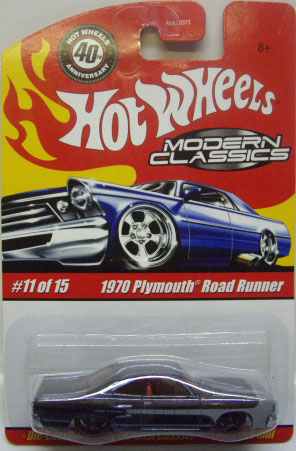 HOT WHEELS
40TH
ANNIVERSARY
8+
HOT WHEELS
MODERN
CLASSICS
#11 of 15
1970 Plymouth® Road Runner